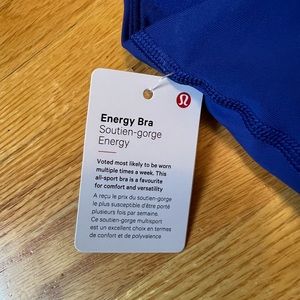 Energy Bra
Soutien-gorge
Energy
Voted most likely to be worn
multiple times a week. This
all-sport bra is a favourite
for comfort and versatility
A reçu le prix du soutien-gorge
le plus susceptible d'être porté
plusieurs fois par semaine.
Ce soutien-gorge multisport
est un excellent choix en termes
de confort et de polyvalence